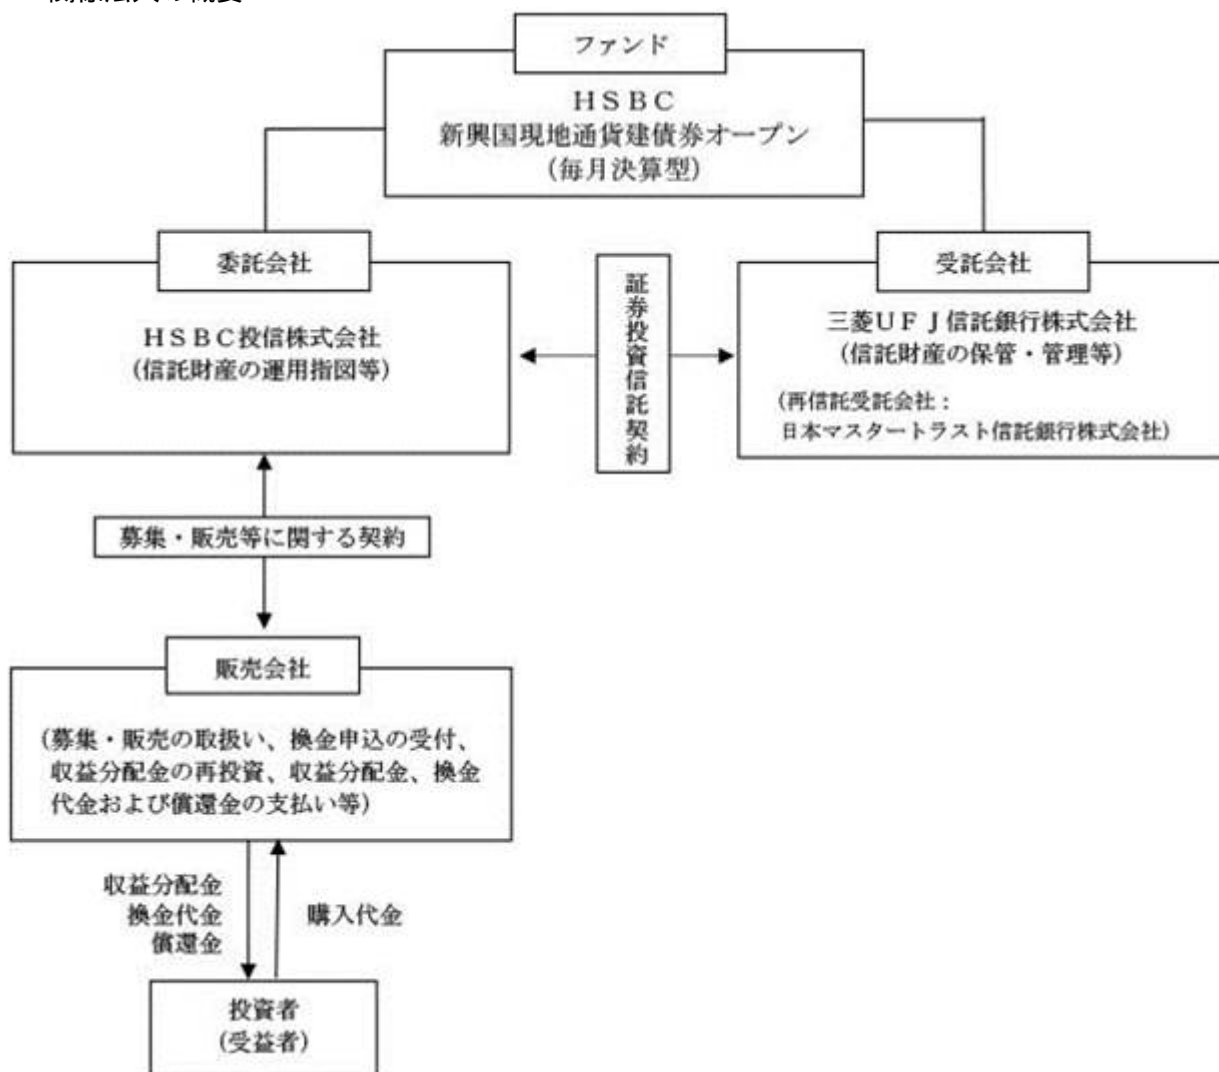 ファンド
ＨＳＢＣ
新興国現地通貨建債券オープン
（毎月決算型）
委託会社
ＨＳＢＣ投信株式会社
（信託財産の運用指図等）
証券投資信託契約
受託会社
三菱ＵＦＪ信託銀行株式会社
（信託財産の保管・管理等）
（再信託受託会社：
日本マスタートラスト信託銀行株式会社）
募集・販売等に関する契約
販売会社
（募集・販売の取扱い、換金申込の受付、
収益分配金の再投資、収益分配金、換金
代金および償還金の支払い等）
収益分配金
換金代金
償還金
購入代金
投資者
（受益者）